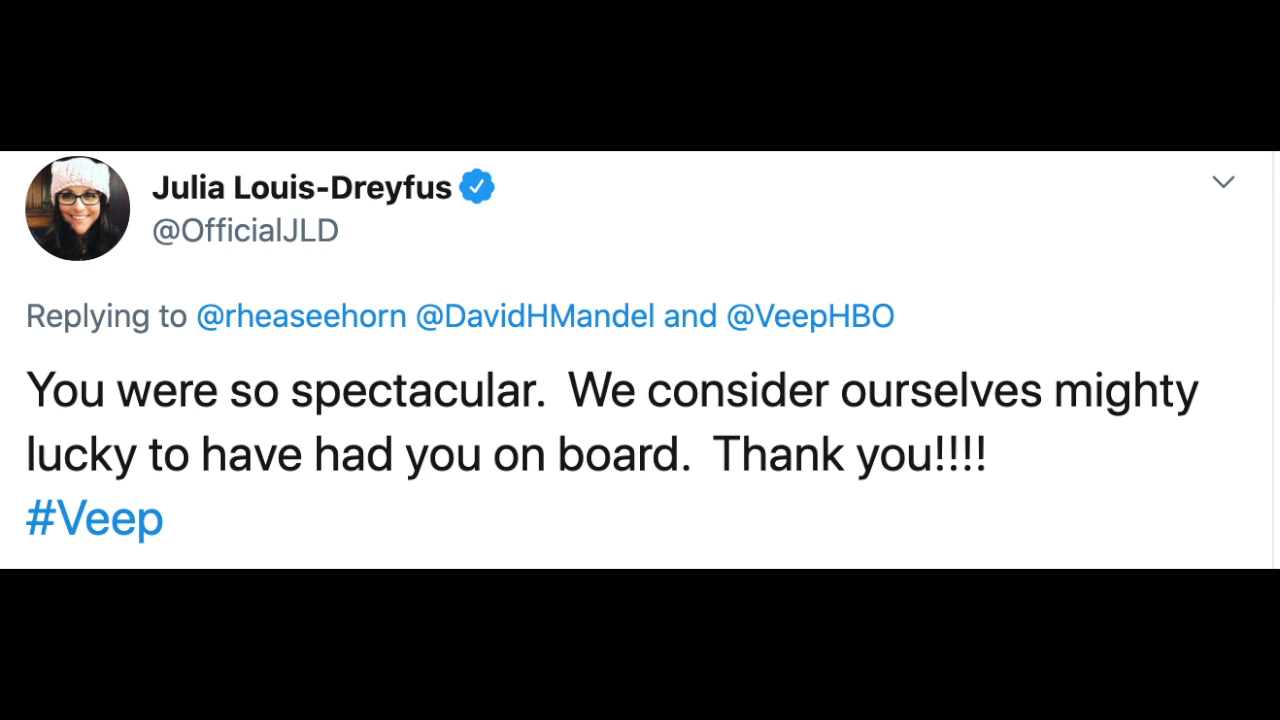 Julia Louis-Dreyfus
@OfficialJLD
Replying to @rheaseehorn @DavidHMandel and @VeepHBO
You were so spectacular.  We consider ourselves mighty
lucky to have had you on board.  Thank you!!!!
#Veep